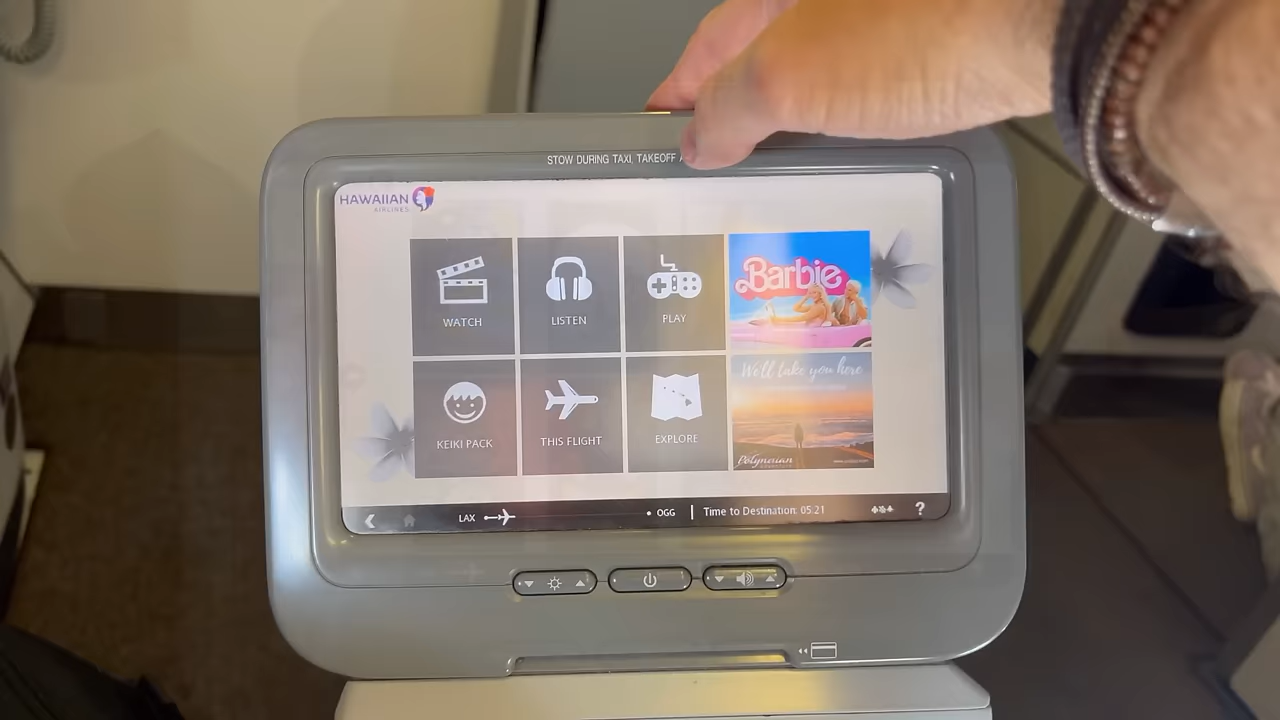 STOW DURING TAXI, TAKEOFF
HAWAIIAN
AIRLINES
WATCH
LISTEN
PLAY
Barbie
KEIKI PACK
THIS FLIGHT
EXPLORE
We'll take you here
Polynesian
LAX
OGG
Time to Destination: 05:21
?